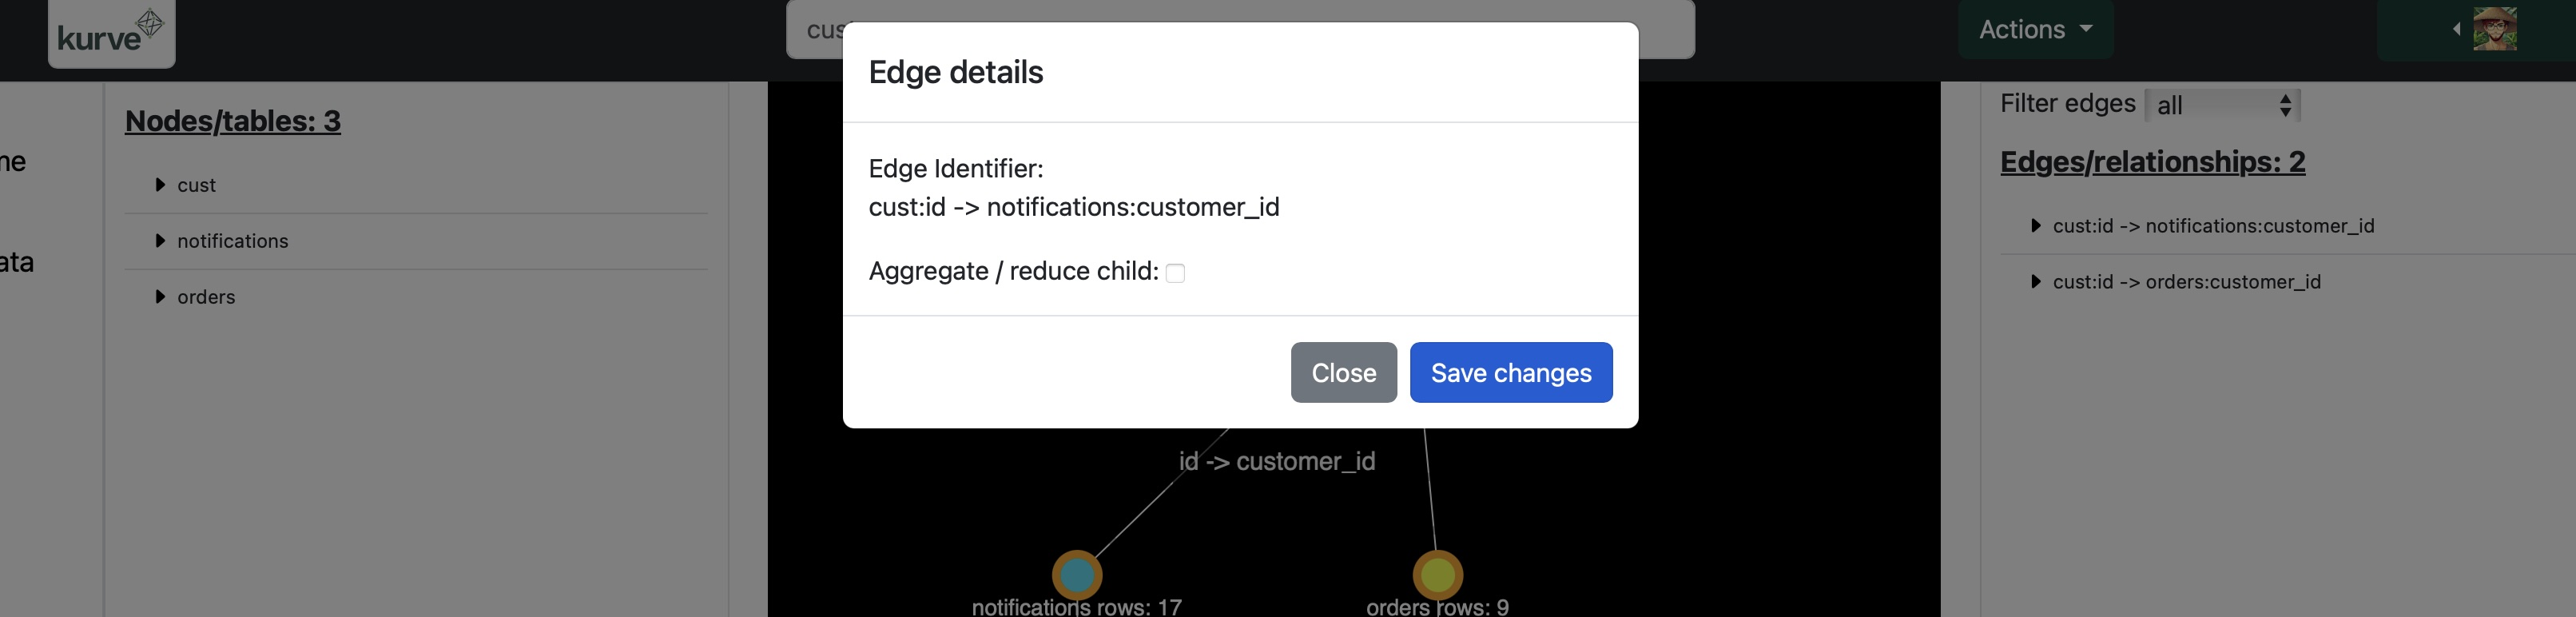 kurve
cus
Actions
Edge details
Nodes/tables: 3
cust
notifications
orders
Edge Identifier:
cust:id -> notifications:customer_id
Aggregate / reduce child:
Close
Save changes
id -> customer_id
notifications rows: 17
orders rows: 9
Filter edges all
Edges/relationships: 2
cust:id -> notifications:customer_id
cust:id -> orders:customer_id